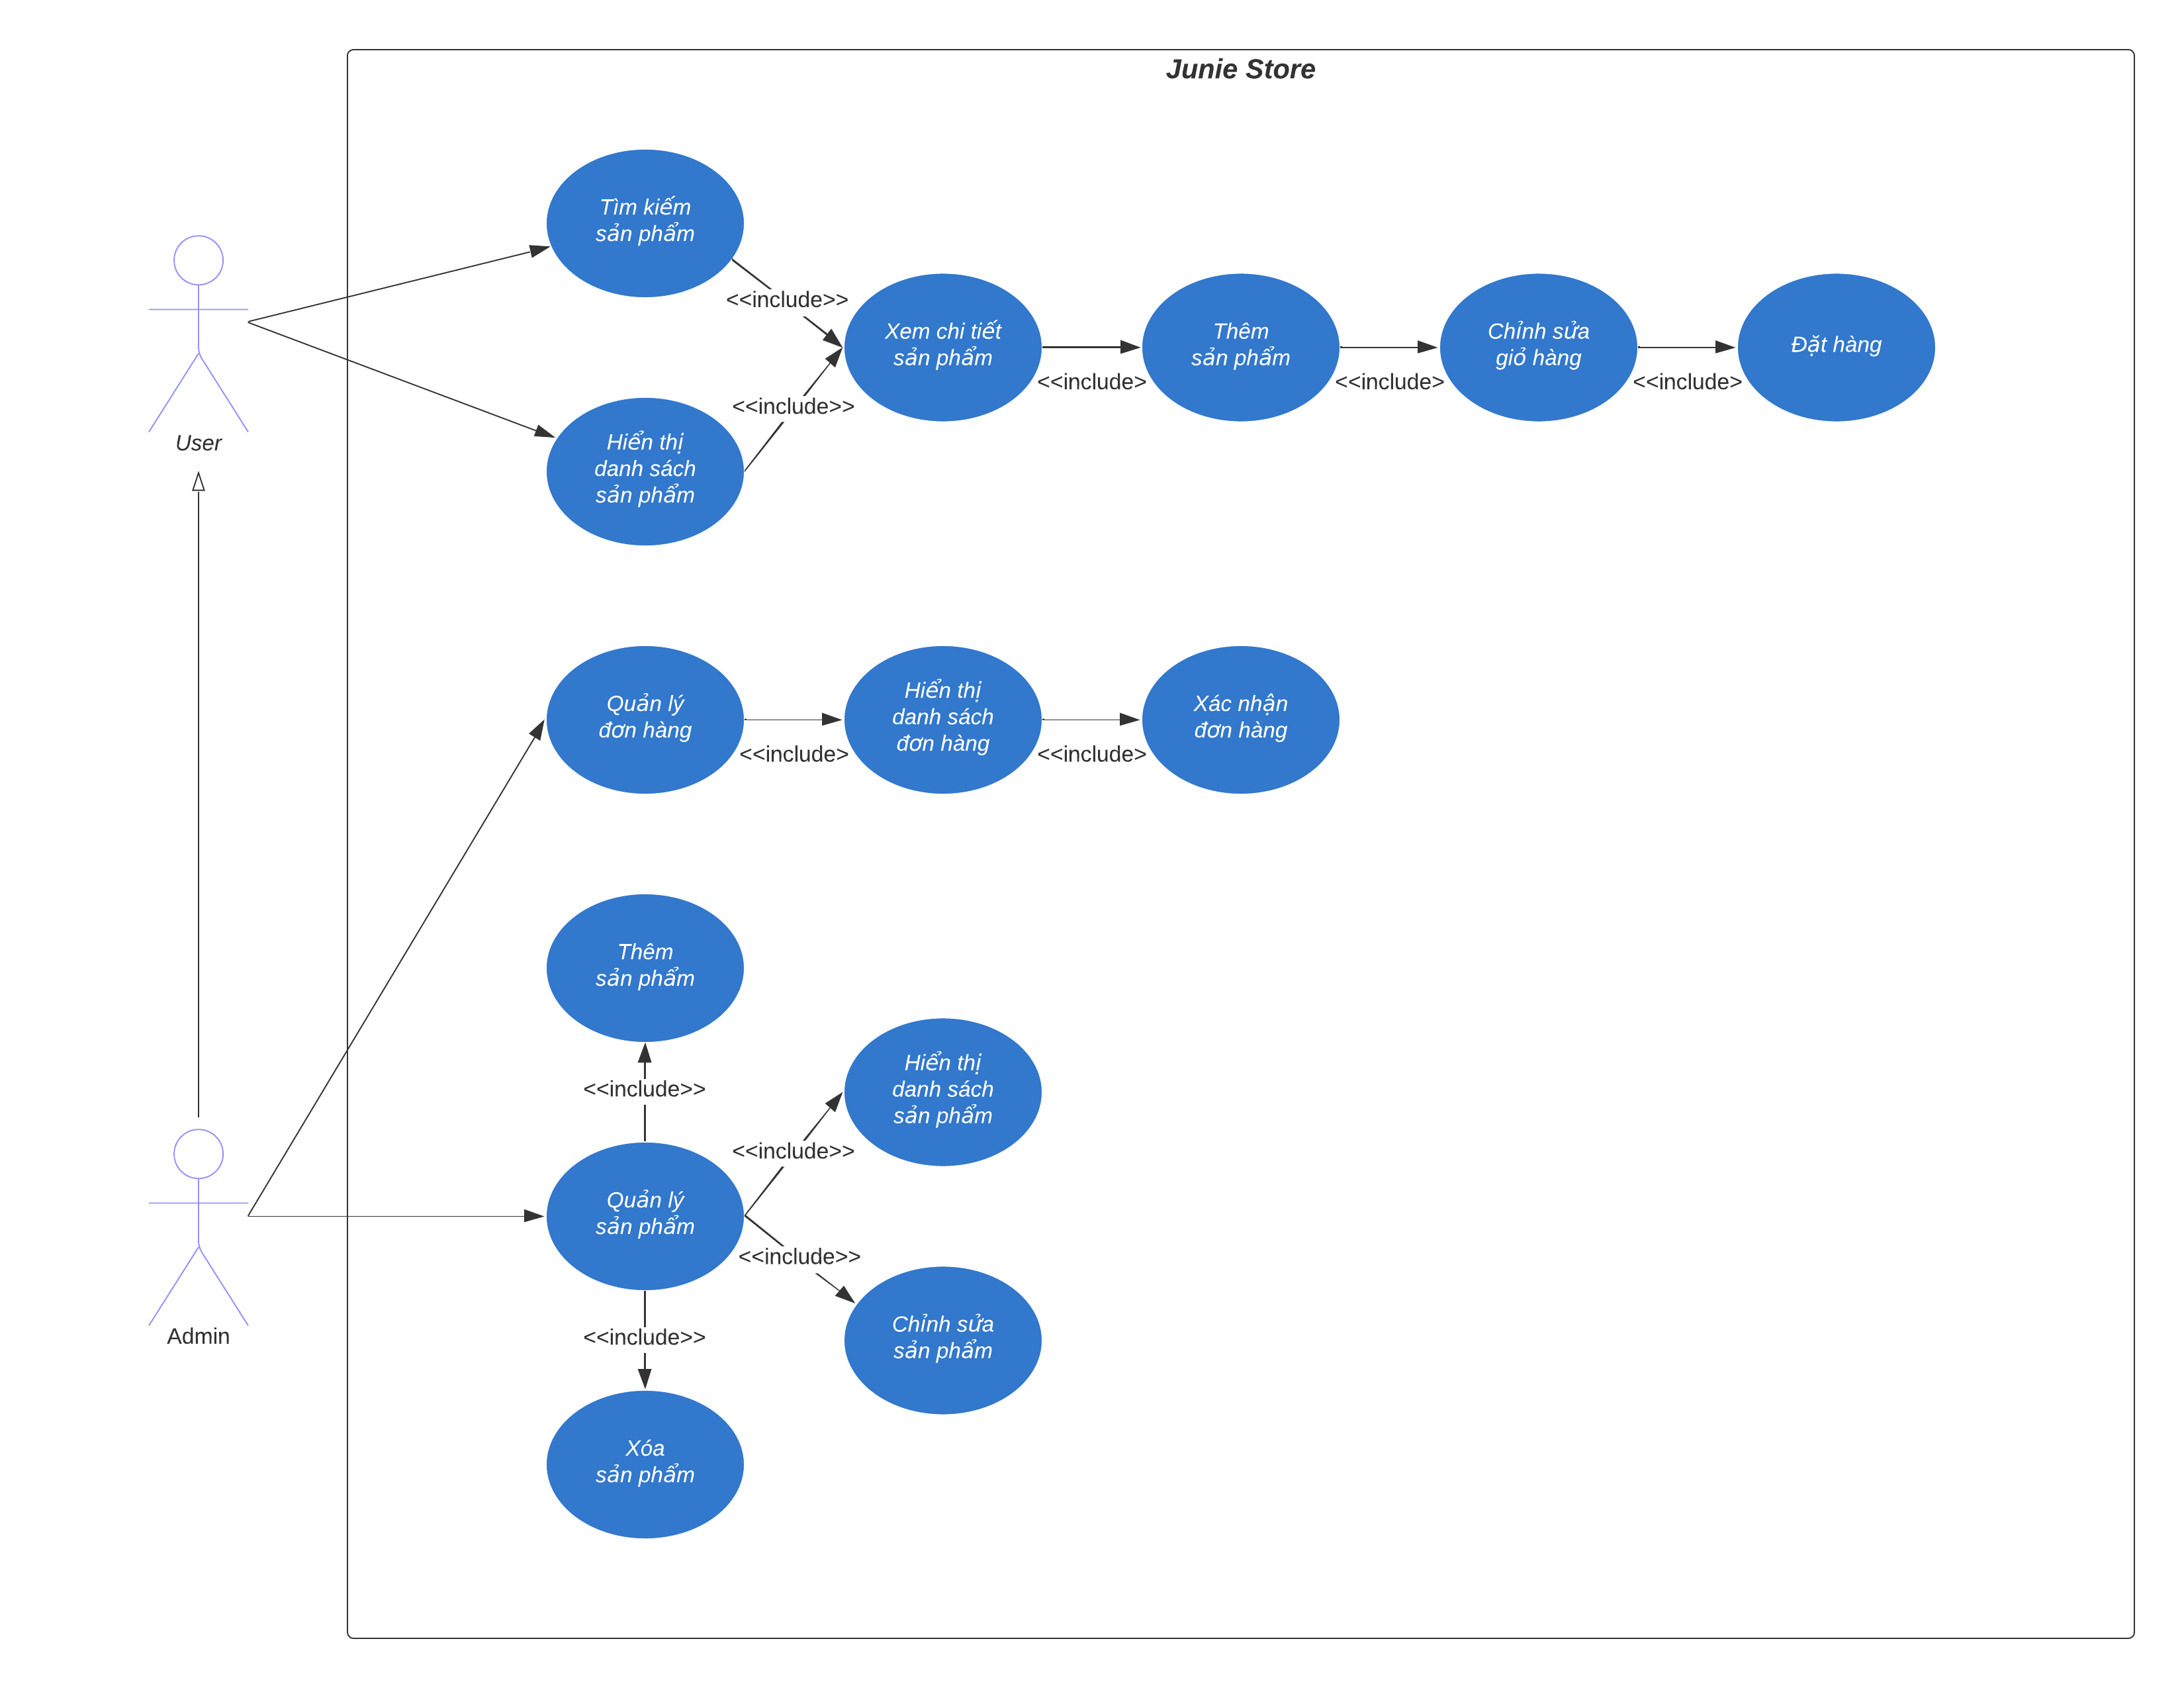 Junie Store
Tìm kiếm
sản phẩm
<<include>>
Xem chi tiết
sản phẩm
<<include>
Thêm
sản phẩm
<<include>
Chỉnh sửa
giỏ hàng
<<include>
Đặt hàng
User
<<include>>
Hiển thị
danh sách
sản phẩm
Quản lý
đơn hàng
<<include>
Hiển thị
danh sách
đơn hàng
<<include>
Xác nhận
đơn hàng
Thêm
sản phẩm
<<include>>
Hiển thị
danh sách
sản phẩm
<<include>>
Quản lý
sản phẩm
<<include>>
Chỉnh sửa
sản phẩm
Admin
<<include>>
Xóa
sản phẩm